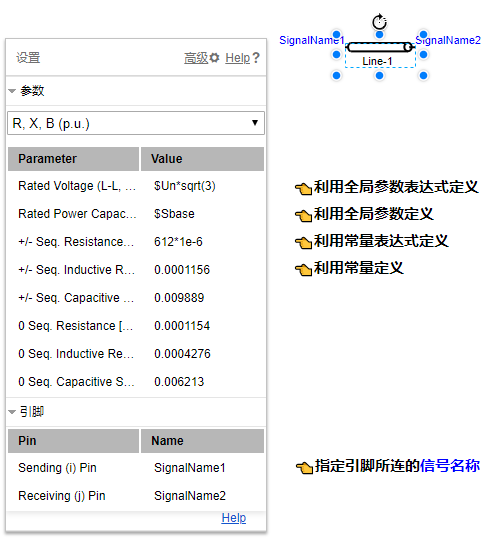 SignalName1
SignalName2
Line-1
设置 高级 Help ?
参数
R, X, B (p.u.)
Parameter Value
Rated Voltage (L-L, ... $Un*sqrt(3) 利用全局参数表达式定义
Rated Power Capac... $Sbase 利用全局参数定义
+/- Seq. Resistance... 612*1e-6 利用常量表达式定义
+/- Seq. Inductive R... 0.0001156 利用常量定义
+/- Seq. Capacitive ... 0.009889
0 Seq. Resistance [... 0.0001154
0 Seq. Inductive Re... 0.0004276
0 Seq. Capacitive S... 0.006213
引脚
Pin Name
Sending (i) Pin SignalName1 指定引脚所连的信号名称
Receiving (j) Pin SignalName2
Help